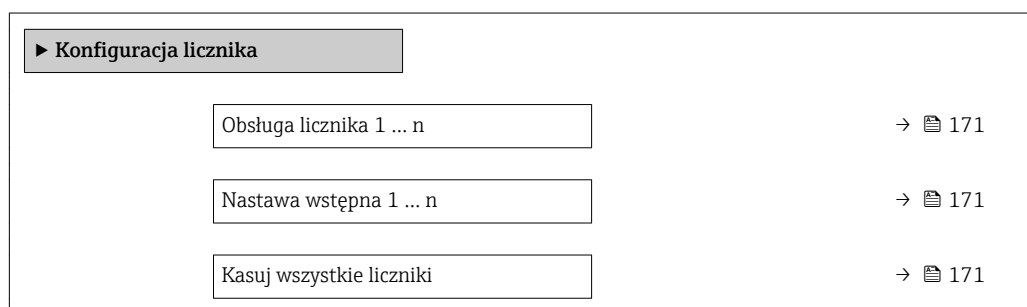 ▶ Konfiguracja licznika
Obsługa licznika 1 … n → 171
Nastawa wstępna 1 … n → 171
Kasuj wszystkie liczniki → 171